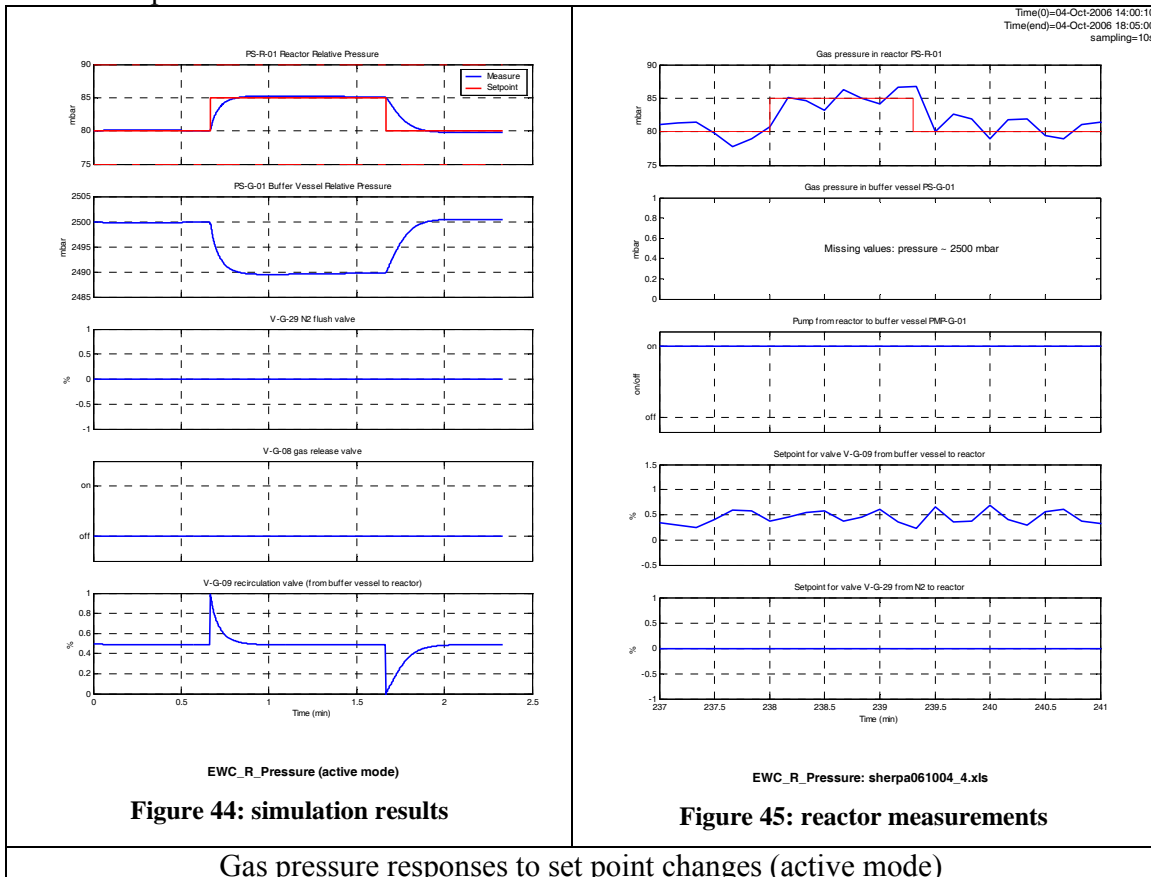 PS-R-01 Reactor Relative Pressure
90
85
80
75
mbar
Measure
Setpoint
PS-G-01 Buffer Vessel Relative Pressure
2505
2500
2495
2490
2485
mbar
V-G-29 N2 flush valve
1
0.5
0
-0.5
-1
%
V-G-08 gas release valve
on
off
V-G-09 recirculation valve (from buffer vessel to reactor)
1
0.8
0.6
0.4
0.2
0
%
0 0.5 1 1.5 2 2.5
Time (min)
EWC_R_Pressure (active mode)
Figure 44: simulation results
Time(0)=04-Oct-2006 14:00:10
Time(end)=04-Oct-2006 18:05:00
sampling=10s
Gas pressure in reactor PS-R-01
90
85
80
75
mbar
Gas pressure in buffer vessel PS-G-01
1
0.8
0.6
0.4
0.2
0
mbar
Missing values: pressure ~ 2500 mbar
Pump from reactor to buffer vessel PMP-G-01
on
off
on/off
Setpoint for valve V-G-09 from buffer vessel to reactor
1.5
1
0.5
0
-0.5
%
Setpoint for valve V-G-29 from N2 to reactor
1
0.5
0
-0.5
-1
%
237 237.5 238 238.5 239 239.5 240 240.5 241
Time (min)
EWC_R_Pressure: sherpa061004_4.xls
Figure 45: reactor measurements
Gas pressure responses to set point changes (active mode)